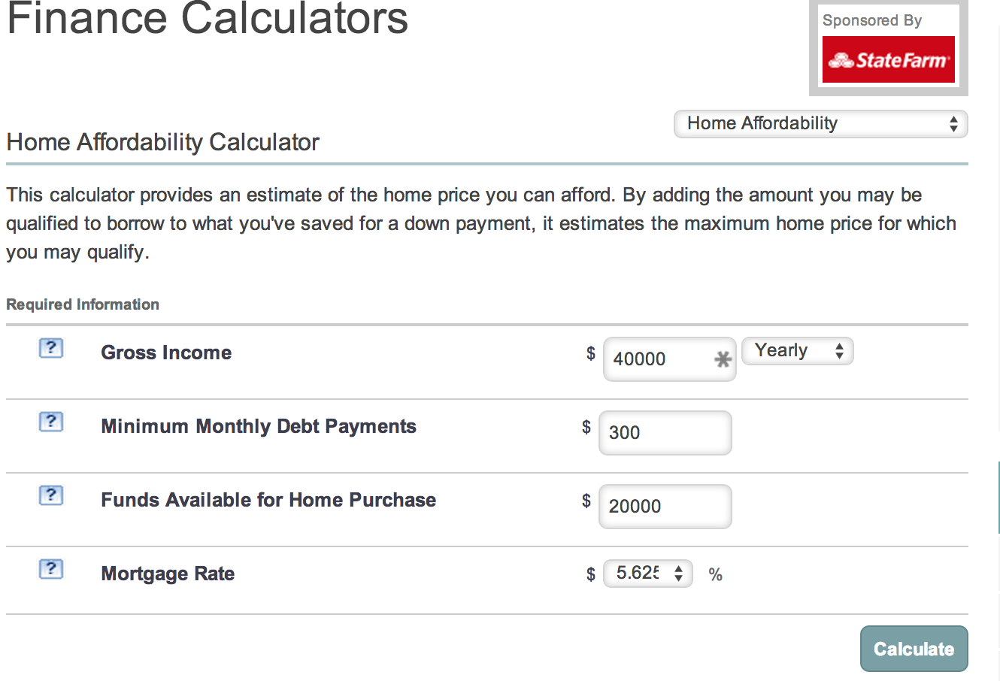 Finance Calculators
Sponsored By
StateFarm
Home Affordability
Home Affordability Calculator
This calculator provides an estimate of the home price you can afford. By adding the amount you may be
qualified to borrow to what you've saved for a down payment, it estimates the maximum home price for which
you may qualify.
Required Information
? Gross Income $ 40000 Yearly
? Minimum Monthly Debt Payments $ 300
? Funds Available for Home Purchase $ 20000
? Mortgage Rate $ 5.625 %
Calculate